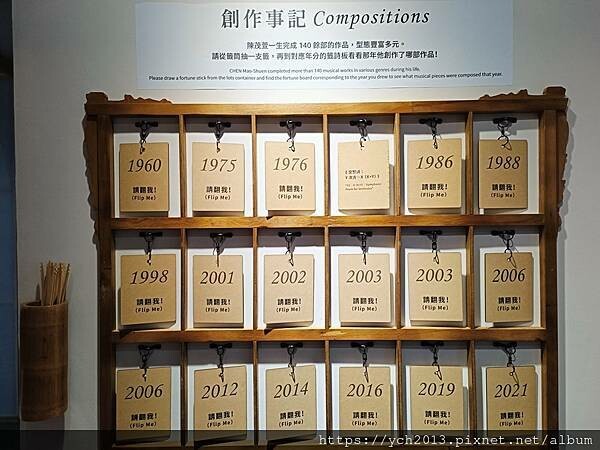 創作事記 Compositions
陳茂萱一生完成 140 餘部的作品，型態豐富多元。
請從籤筒抽一支籤，再到對應年分的籤詩板看看那年他創作了哪部作品！
CHEN Mao-Shuen completed more than 140 musical works in various genres during his life.
Please draw a fortune stick from the lots container and find the fortune board corresponding to the year you drew to see what musical pieces were composed that year.
1960
請翻我！
(Flip Me)
1975
請翻我！
(Flip Me)
1976
請翻我！
(Flip Me)
1986
請翻我！
(Flip Me)
1988
請翻我！
(Flip Me)
1998
請翻我！
(Flip Me)
2001
請翻我！
(Flip Me)
2002
請翻我！
(Flip Me)
2003
請翻我！
(Flip Me)
2003
請翻我！
(Flip Me)
2006
請翻我！
(Flip Me)
2006
請翻我！
(Flip Me)
2012
請翻我！
(Flip Me)
2014
請翻我！
(Flip Me)
2016
請翻我！
(Flip Me)
2019
請翻我！
(Flip Me)
2021
請翻我！
(Flip Me)
https://ych2013.pixnet.net/album